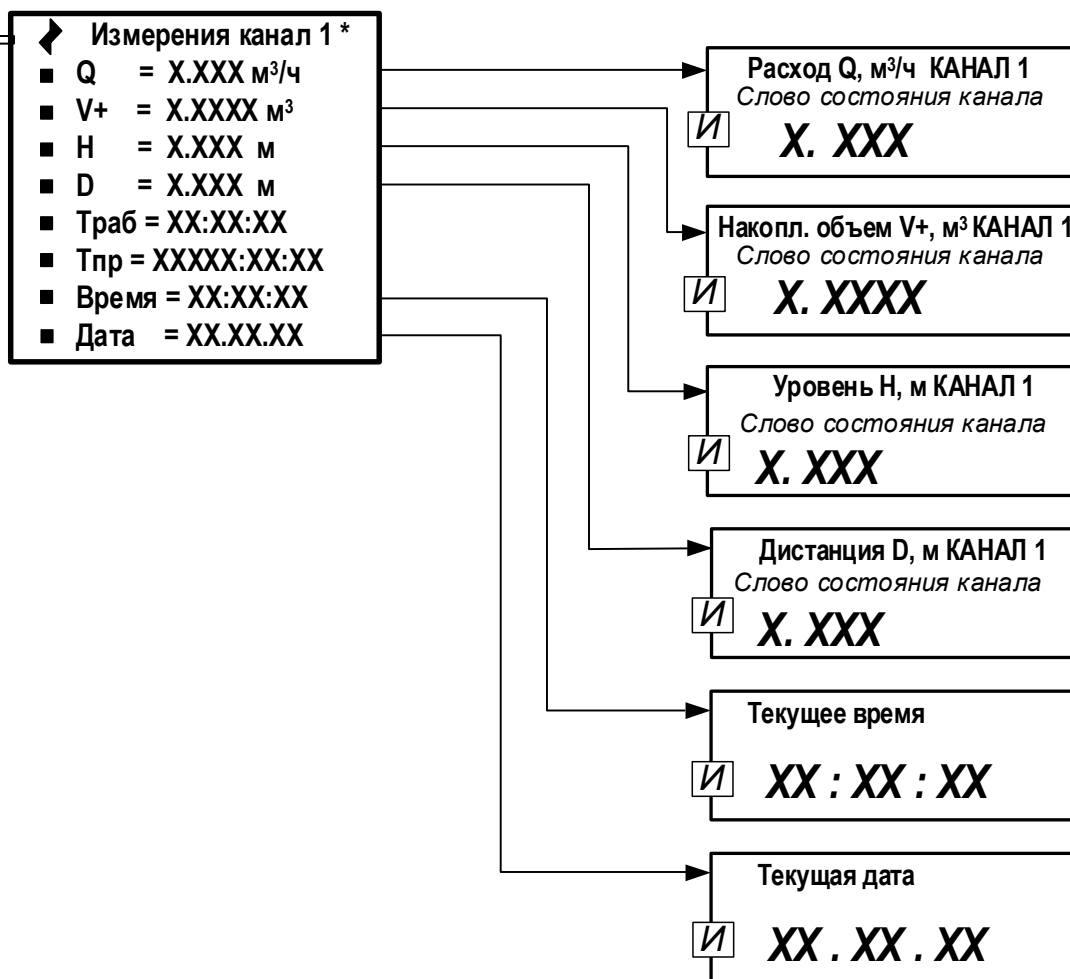 Измерения канал 1 *
Q = X.XXX м³/ч
V+ = X.XXXX м³
H = X.XXX м
D = X.XXX м
Траб = XX:XX:XX
Тпр = XXXXX:XX:XX
Время = XX:XX:XX
Дата = XX.XX.XX
Расход Q, м³/ч КАНАЛ 1
Слово состояния канала
И
X. XXX
Накопл. объем V+, м³ КАНАЛ 1
Слово состояния канала
И
X. XXXX
Уровень H, м КАНАЛ 1
Слово состояния канала
И
X. XXX
Дистанция D, м КАНАЛ 1
Слово состояния канала
И
X. XXX
Текущее время
И
XX : XX : XX
Текущая дата
И
XX . XX . XX